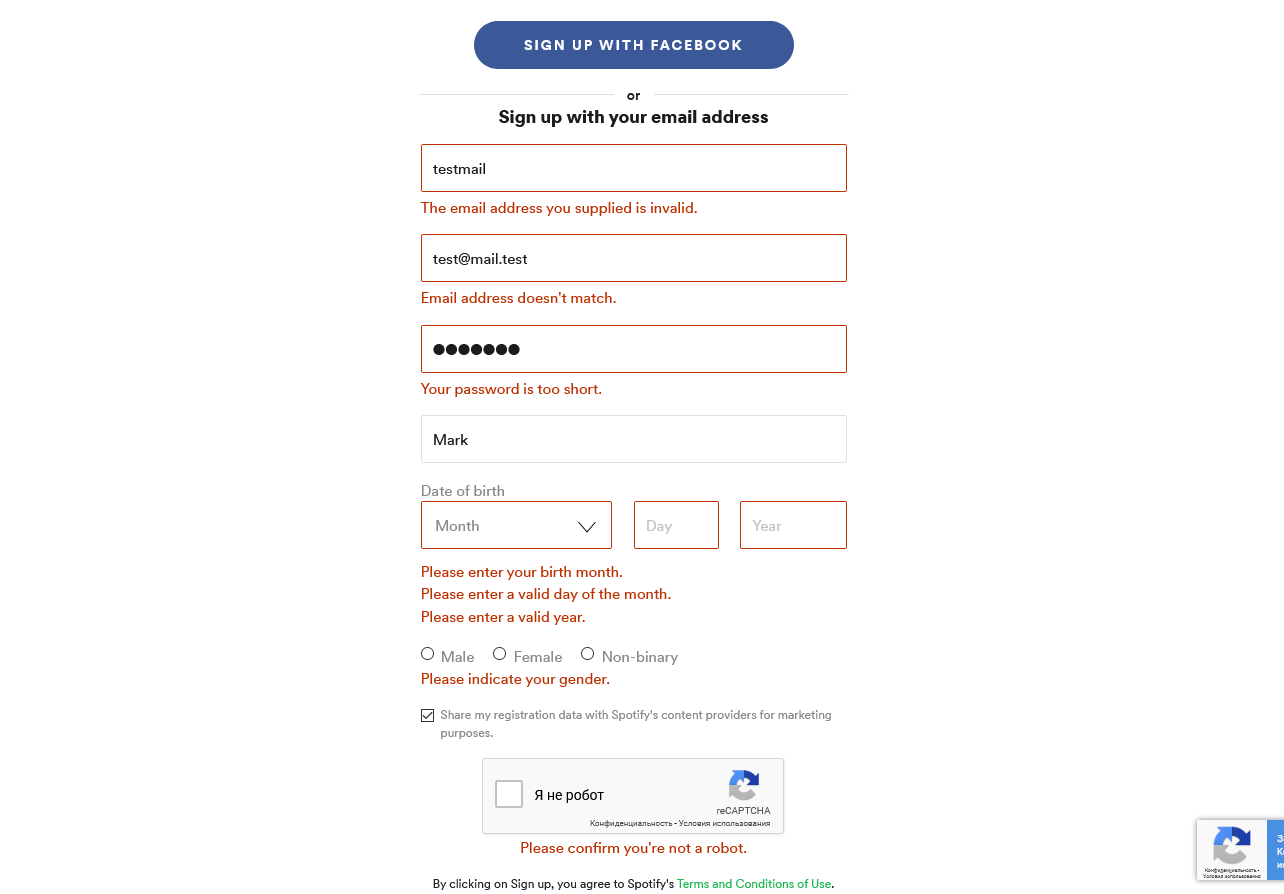 SIGN UP WITH FACEBOOK
or
Sign up with your email address
testmail
The email address you supplied is invalid.
test@mail.test
Email address doesn't match.
●●●●●●●
Your password is too short.
Mark
Date of birth
Month Day Year
Please enter your birth month.
Please enter a valid day of the month.
Please enter a valid year.
Male Female Non-binary
Please indicate your gender.
Share my registration data with Spotify's content providers for marketing
purposes.
Я не робот
reCAPTCHA
Конфиденциальность - Условия использования
Please confirm you're not a robot.
By clicking on Sign up, you agree to Spotify's Terms and Conditions of Use.
Конфиденциальность -
Условия использования